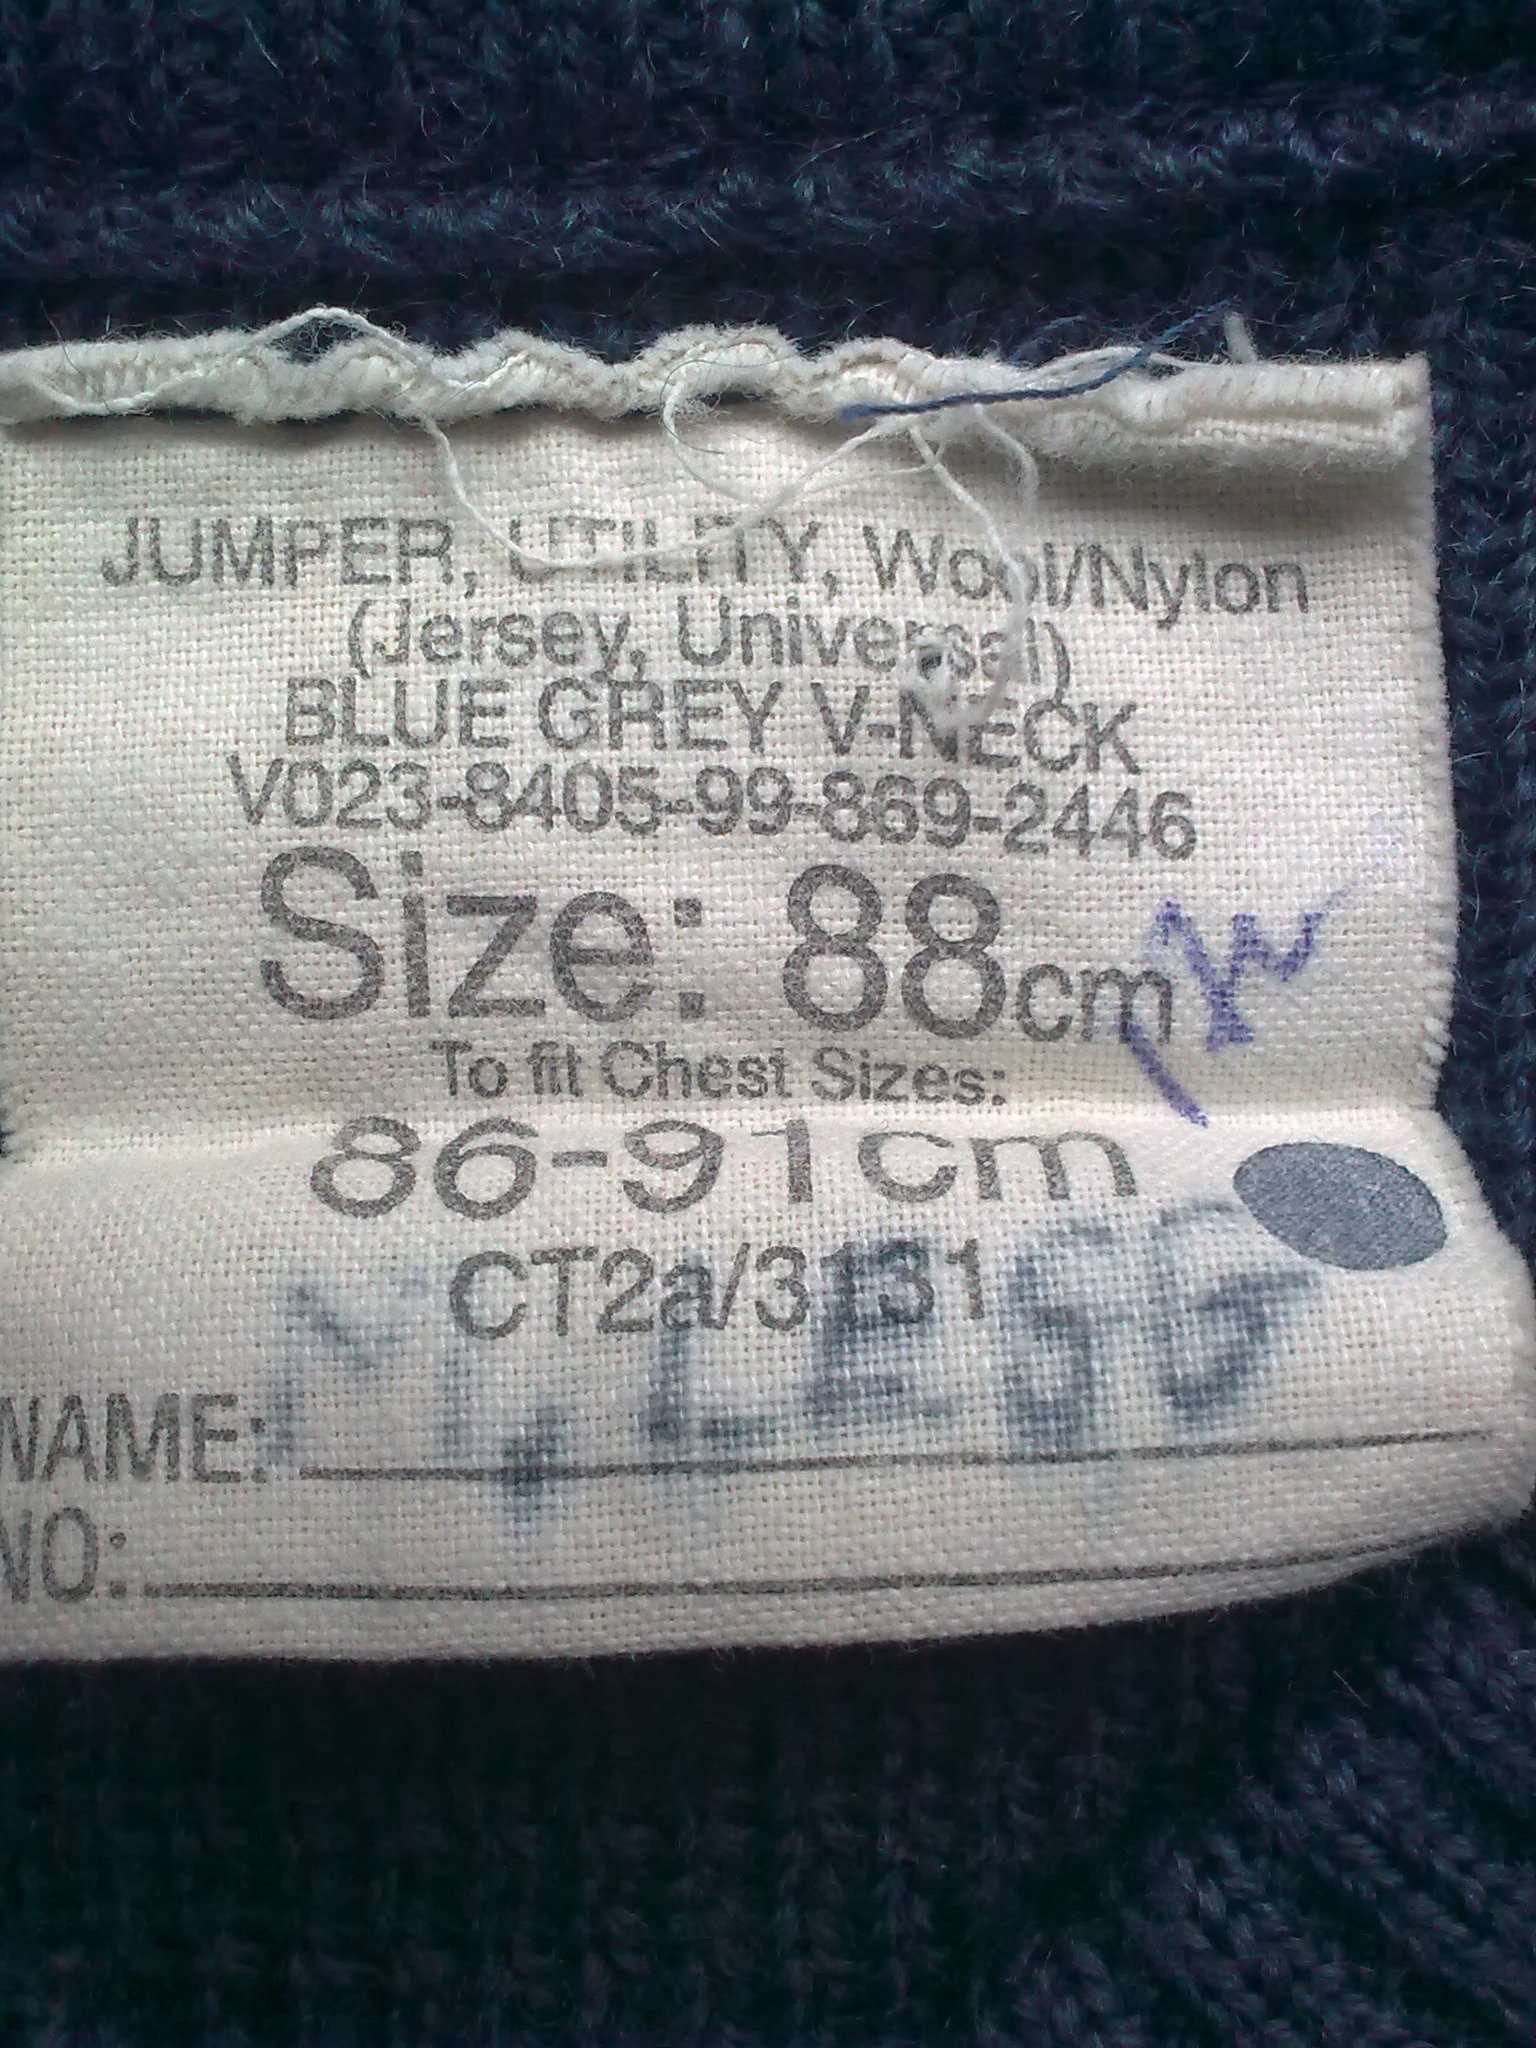 JUMPER, UTILITY, Wool/Nylon
(Jersey, Universal)
BLUE GREY V-NECK
V023-8405-99-869-2446
Size: 88cm
To fit Chest Sizes:
86-91cm
CT2a/3131
NAME:
NO: